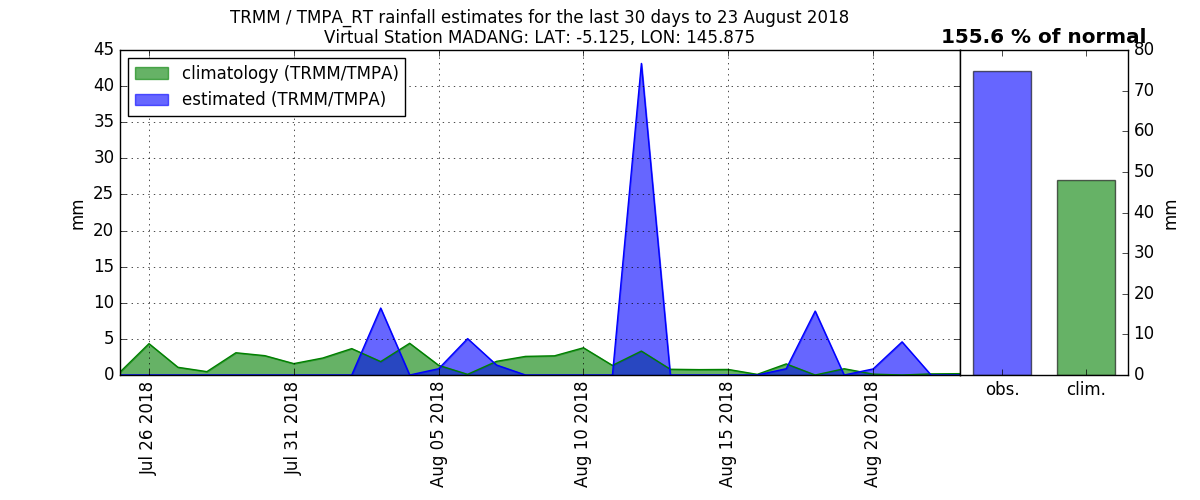 TRMM / TMPA_RT rainfall estimates for the last 30 days to 23 August 2018
Virtual Station MADANG: LAT: -5.125, LON: 145.875
155.6 % of normal
climatology (TRMM/TMPA)
estimated (TRMM/TMPA)
mm
45
40
35
30
25
20
15
10
5
0
Jul 26 2018
Jul 31 2018
Aug 05 2018
Aug 10 2018
Aug 15 2018
Aug 20 2018
80
70
60
50
40
30
20
10
0
mm
obs.
clim.